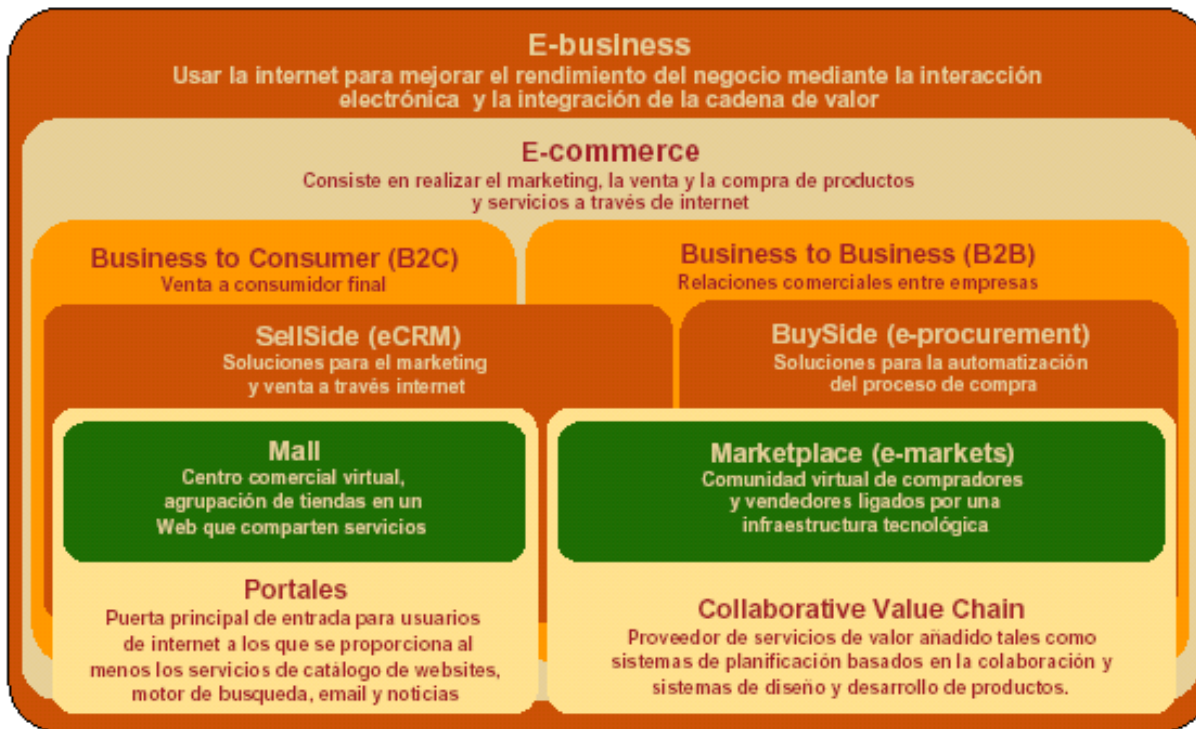 E-business
Usar la internet para mejorar el rendimiento del negocio mediante la interacción
electrónica y la integración de la cadena de valor
E-commerce
Consiste en realizar el marketing, la venta y la compra de productos
y servicios a través de internet
Business to Consumer (B2C)
Venta a consumidor final
Business to Business (B2B)
Relaciones comerciales entre empresas
SellSide (eCRM)
Soluciones para el marketing
y venta a través internet
BuySide (e-procurement)
Soluciones para la automatización
del proceso de compra
Mall
Centro comercial virtual,
agrupación de tiendas en un
Web que comparten servicios
Marketplace (e-markets)
Comunidad virtual de compradores
y vendedores ligados por una
infraestructura tecnológica
Portales
Puerta principal de entrada para usuarios
de internet a los que se proporciona al
menos los servicios de catálogo de websites,
motor de busqueda, email y noticias
Collaborative Value Chain
Proveedor de servicios de valor añadido tales como
sistemas de planificación basados en la colaboración y
sistemas de diseño y desarrollo de productos.